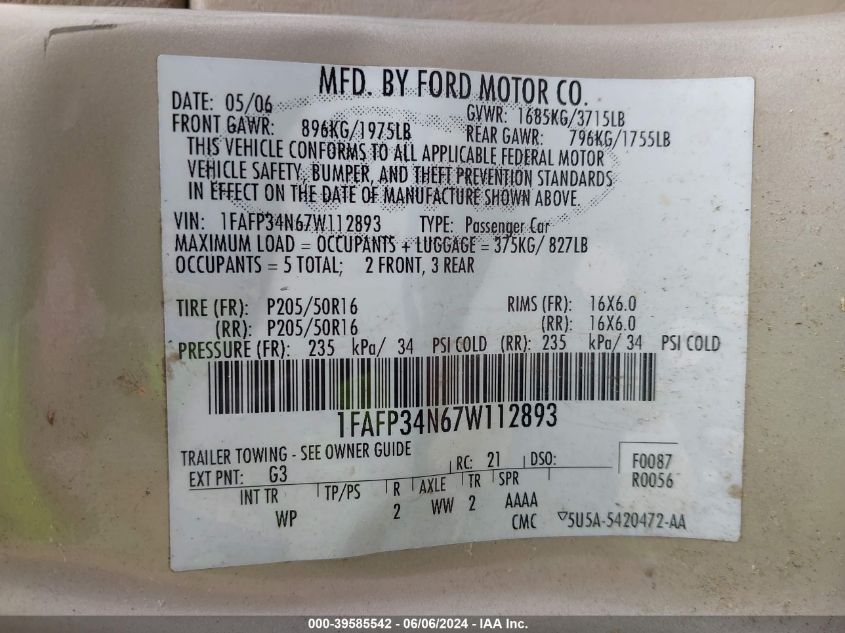 MFD. BY FORD MOTOR CO.
DATE: 05/06 GVWR: 1685KG/3715LB
FRONT GAWR: 896KG/1975LB REAR GAWR: 796KG/1755LB
THIS VEHICLE CONFORMS TO ALL APPLICABLE FEDERAL MOTOR
VEHICLE SAFETY, BUMPER, AND THEFT PREVENTION STANDARDS
IN EFFECT ON THE DATE OF MANUFACTURE SHOWN ABOVE.
VIN: 1FAFP34N67W112893 TYPE: Passenger Car
MAXIMUM LOAD = OCCUPANTS + LUGGAGE = 375KG/ 827LB
OCCUPANTS = 5 TOTAL; 2 FRONT, 3 REAR
TIRE (FR): P205/50R16 RIMS (FR): 16X6.0
(RR): P205/50R16 (RR): 16X6.0
PRESSURE (FR): 235 kPa/ 34 PSI COLD (RR): 235 kPa/ 34 PSI COLD
1FAFP34N67W112893
TRAILER TOWING - SEE OWNER GUIDE
EXT PNT: G3 RC: 21 DSO: F0087
R0056
INT TR TP/PS R AXLE TR SPR
WP 2 WW 2 AAAA
CMC ▽5U5A-5420472-AA
000-39585542 - 06/06/2024 - IAA Inc.